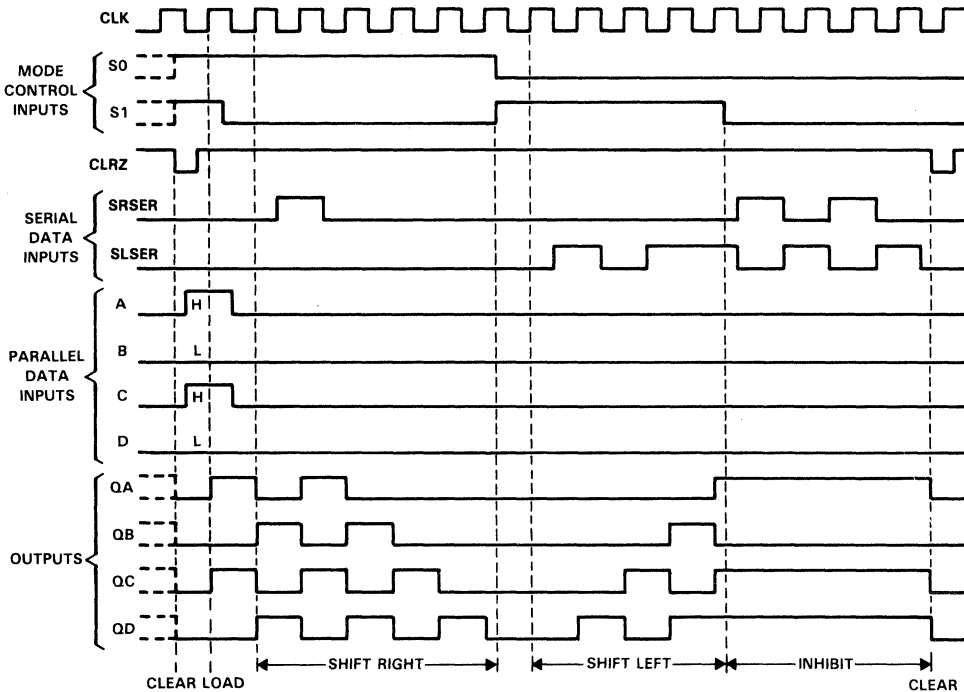 CLK
MODE
CONTROL
INPUTS
S0
S1
CLRZ
SERIAL
DATA
INPUTS
SRSER
SLSER
PARALLEL
DATA
INPUTS
A
H
B
L
C
H
D
L
OUTPUTS
QA
QB
QC
QD
SHIFT RIGHT
SHIFT LEFT
INHIBIT
CLEAR LOAD
CLEAR